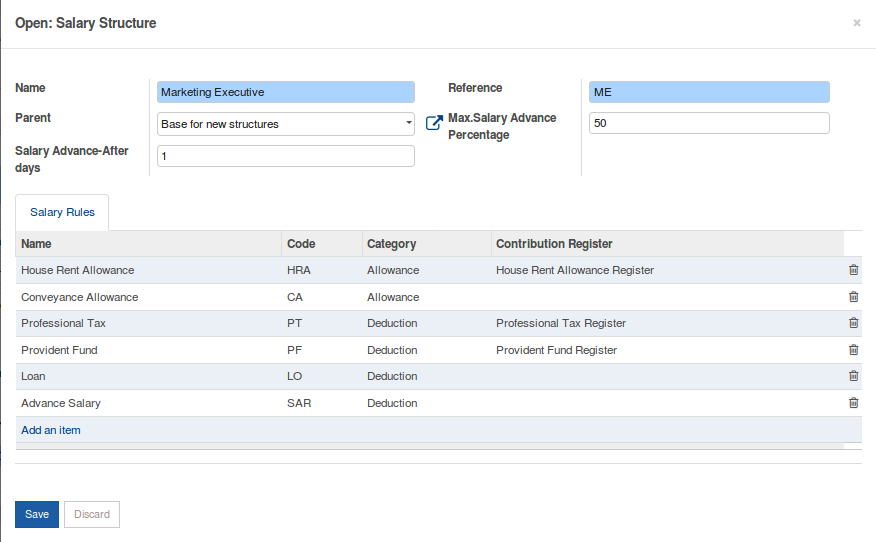 Open: Salary Structure ×
Name Marketing Executive Reference ME
Parent Base for new structures Max.Salary Advance Percentage 50
Salary Advance-After days 1
Salary Rules
Name Code Category Contribution Register
House Rent Allowance HRA Allowance House Rent Allowance Register
Conveyance Allowance CA Allowance
Professional Tax PT Deduction Professional Tax Register
Provident Fund PF Deduction Provident Fund Register
Loan LO Deduction
Advance Salary SAR Deduction
Add an item
Save Discard